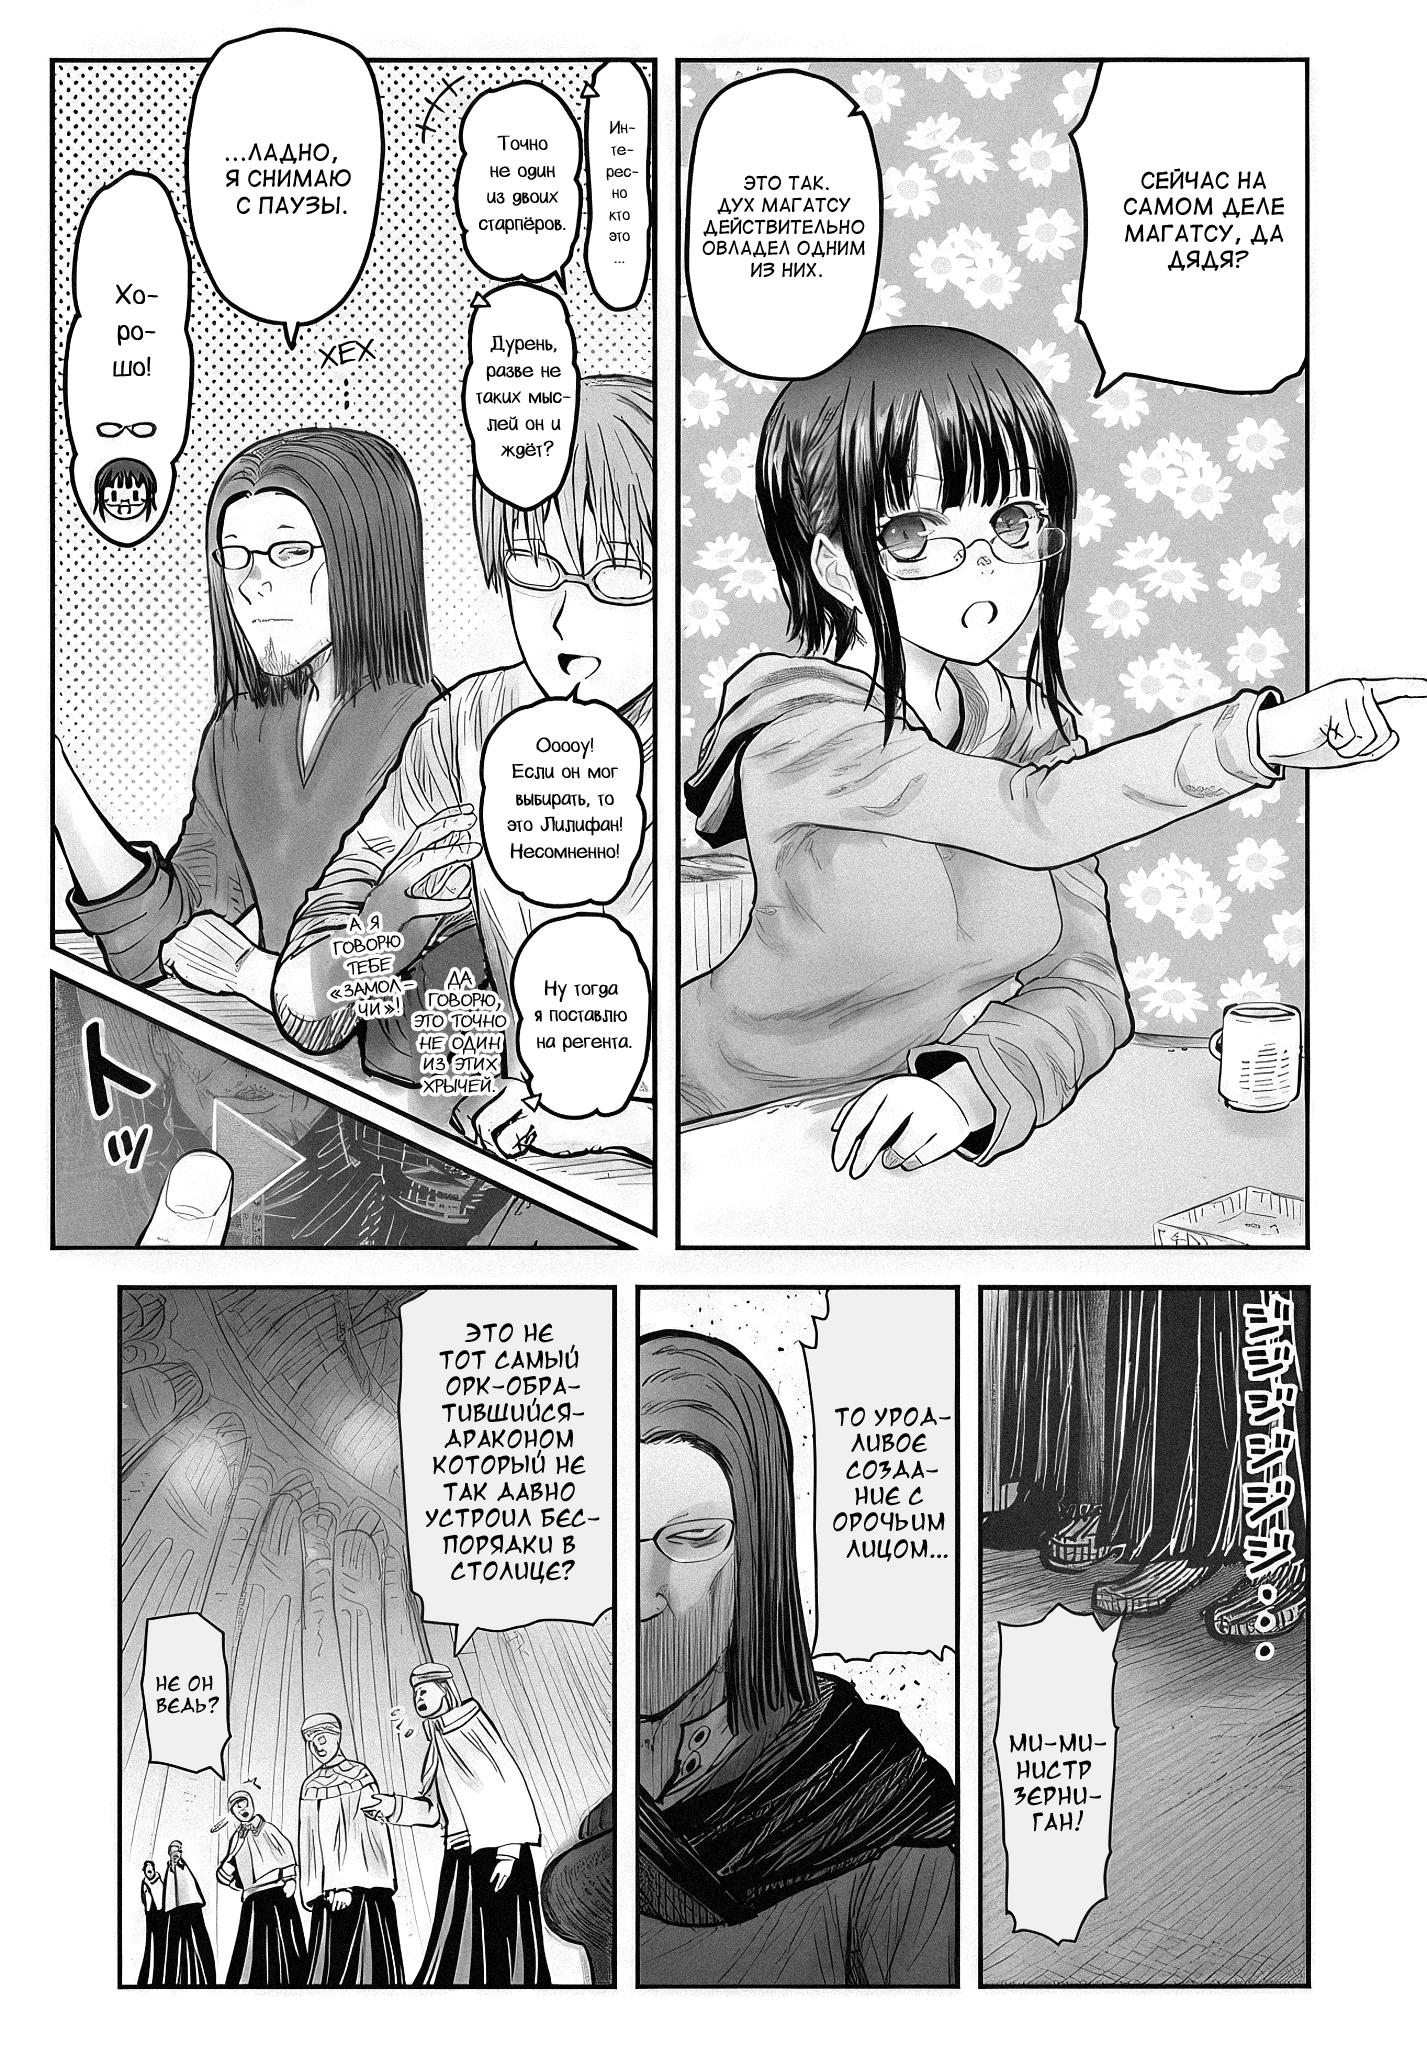 СЕЙЧАС НА
САМОМ ДЕЛЕ
МАГАТСУ, ДА
ДЯДЯ?
ЭТО ТАК.
ДУХ МАГАТСУ
ДЕЙСТВИТЕЛЬНО
ОВЛАДЕЛ ОДНИМ
ИЗ НИХ.
Ин-
те-
рес-
но
кто
это
...
Точно
не один
из двоих
старпёров.
Дурень,
разве не
таких мыс-
лей он и
ждёт?
Ооооу!
Если он мог
выбирать, то
это Лилифан!
Несомненно!
Ну тогда
я поставлю
на регента.
ДА
ГОВОРЮ,
ЭТО ТОЧНО
НЕ ОДИН
ИЗ ЭТИХ
ХРЫЧЕЙ.
А Я
ГОВОРЮ
ТЕБЕ
«ЗАМОЛ-
ЧИ»!
...ЛАДНО,
Я СНИМАЮ
С ПАУЗЫ.
ХЕХ
Хо-
ро-
шо!
トッ
МИ-МИ-
НИСТР
ЗЕРНИ-
ГАН!
ТО УРОД-
ЛИВОЕ
СОЗДА-
НИЕ С
ОРОЧЬИМ
ЛИЦОМ...
ЭТО НЕ
ТОТ САМЫЙ
ОРК-ОБРА-
ТИВШИЙСЯ-
ДРАКОНОМ
КОТОРЫЙ НЕ
ТАК ДАВНО
УСТРОИЛ БЕС-
ПОРЯДКИ В
СТОЛИЦЕ?
НЕ ОН
ВЕДЬ?